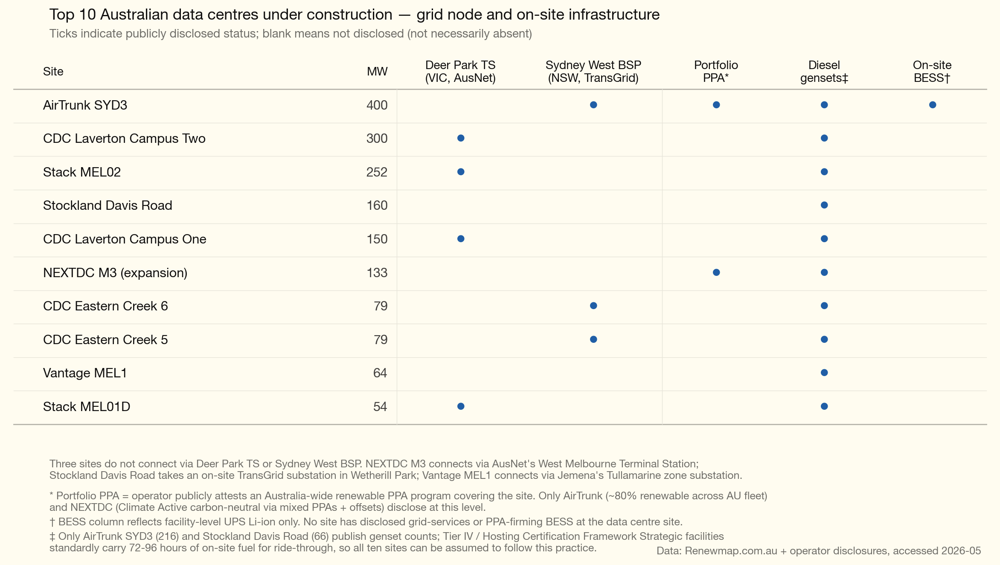 Top 10 Australian data centres under construction — grid node and on-site infrastructure
Ticks indicate publicly disclosed status; blank means not disclosed (not necessarily absent)
Site MW Deer Park TS (VIC, AusNet) Sydney West BSP (NSW, TransGrid) Portfolio PPA* Diesel gensets‡ On-site BESS†
AirTrunk SYD3 400
CDC Laverton Campus Two 300
Stack MEL02 252
Stockland Davis Road 160
CDC Laverton Campus One 150
NEXTDC M3 (expansion) 133
CDC Eastern Creek 6 79
CDC Eastern Creek 5 79
Vantage MEL1 64
Stack MEL01D 54
Three sites do not connect via Deer Park TS or Sydney West BSP. NEXTDC M3 connects via AusNet's West Melbourne Terminal Station;
Stockland Davis Road takes an on-site TransGrid substation in Wetherill Park; Vantage MEL1 connects via Jemena's Tullamarine zone substation.
* Portfolio PPA = operator publicly attests an Australia-wide renewable PPA program covering the site. Only AirTrunk (~80% renewable across AU fleet)
and NEXTDC (Climate Active carbon-neutral via mixed PPAs + offsets) disclose at this level.
† BESS column reflects facility-level UPS Li-ion only. No site has disclosed grid-services or PPA-firming BESS at the data centre site.
‡ Only AirTrunk SYD3 (216) and Stockland Davis Road (66) publish genset counts; Tier IV / Hosting Certification Framework Strategic facilities
standardly carry 72-96 hours of on-site fuel for ride-through, so all ten sites can be assumed to follow this practice.
Data: Renewmap.com.au + operator disclosures, accessed 2026-05